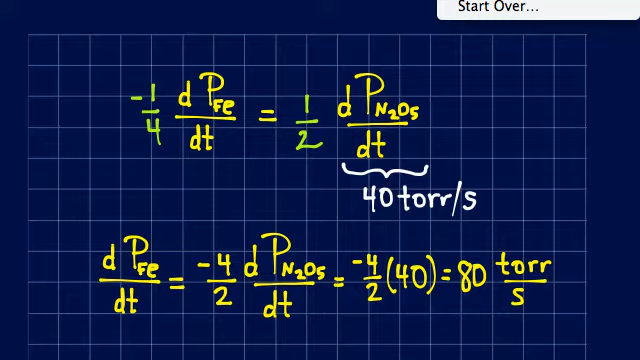 Start Over...
-1/4 dP_Fe/dt = 1/2 dP_N₂O₅/dt
40 torr/s
dP_Fe/dt = -4/2 dP_N₂O₅/dt = -4/2 (40) = 80 torr/s